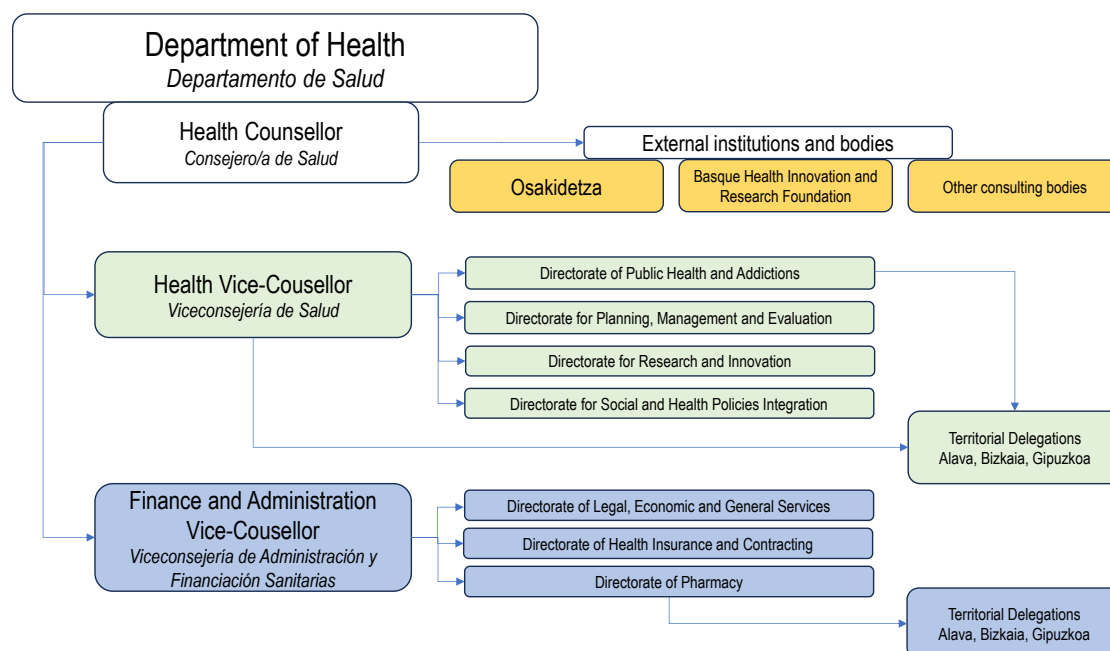 Department of Health
Departamento de Salud
Health Counsellor
Consejero/a de Salud
External institutions and bodies
Osakidetza
Basque Health Innovation and
Research Foundation
Other consulting bodies
Health Vice-Cousellor
Viceconsejería de Salud
Directorate of Public Health and Addictions
Directorate for Planning, Management and Evaluation
Directorate for Research and Innovation
Directorate for Social and Health Policies Integration
Territorial Delegations
Alava, Bizkaia, Gipuzkoa
Finance and Administration
Vice-Cousellor
Viceconsejería de Administración y
Financiación Sanitarias
Directorate of Legal, Economic and General Services
Directorate of Health Insurance and Contracting
Directorate of Pharmacy
Territorial Delegations
Alava, Bizkaia, Gipuzkoa